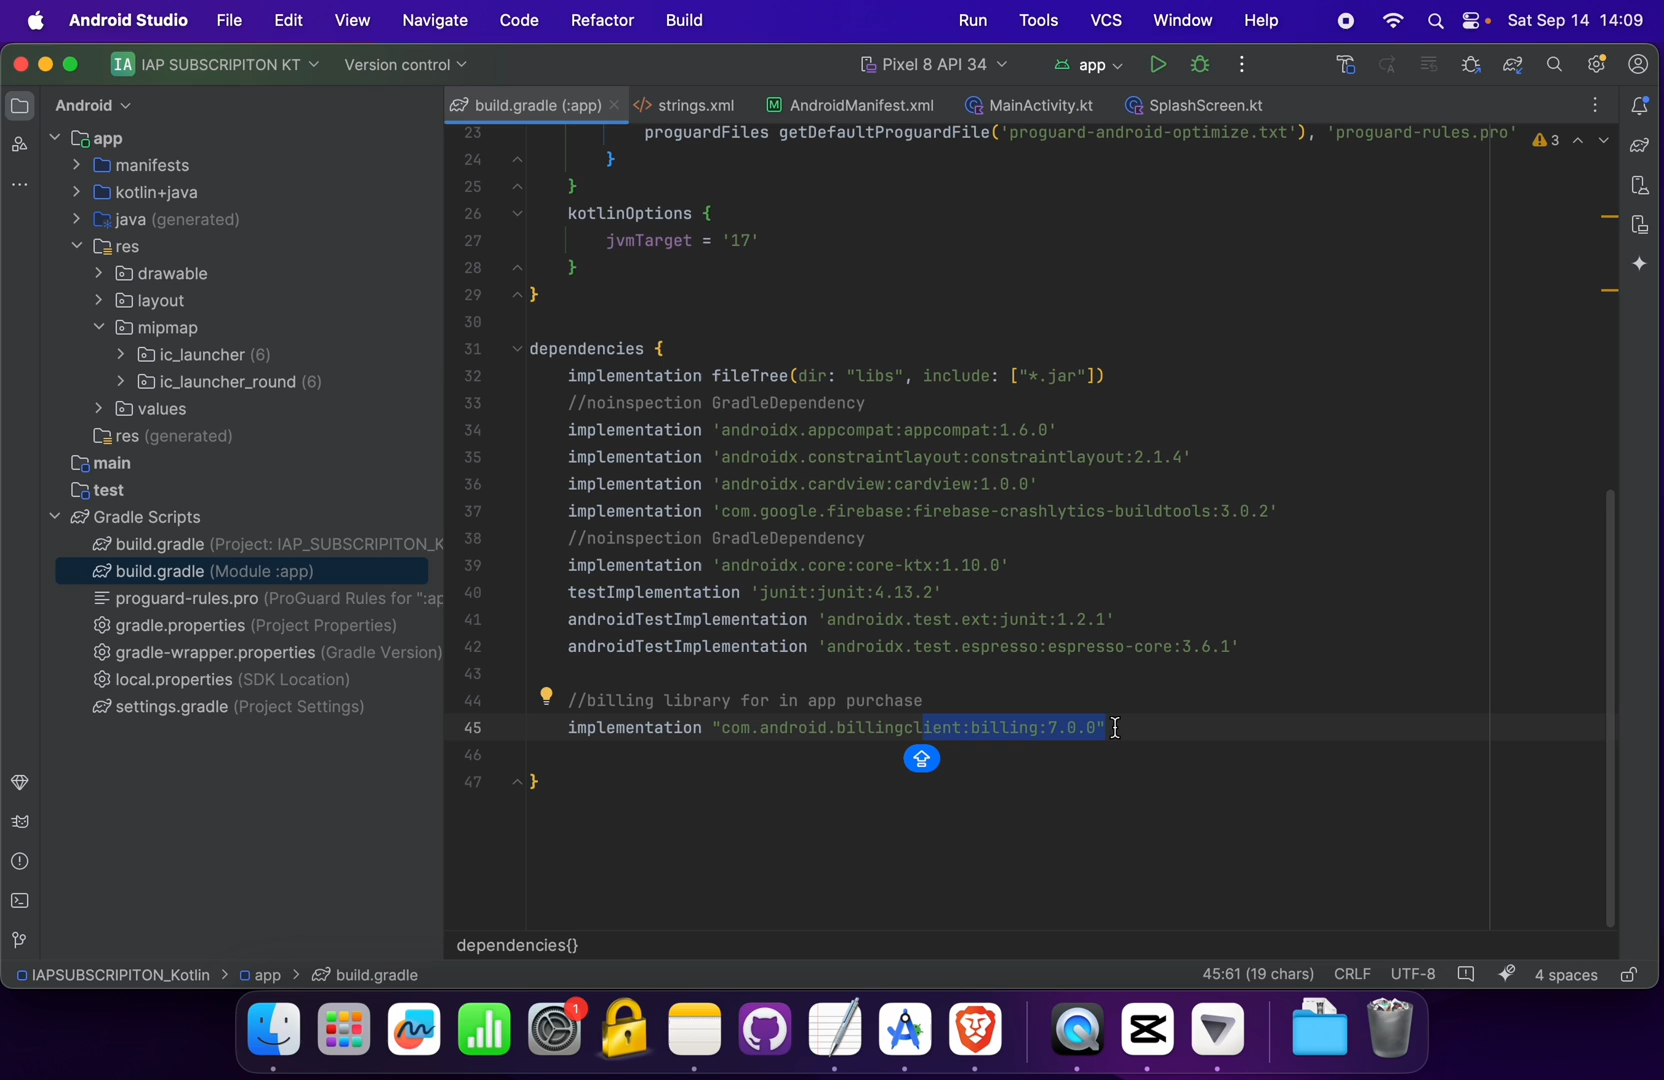 Android Studio File Edit View Navigate Code Refactor Build Run Tools VCS Window Help Sat Sep 14 14:09
IA IAP SUBSCRIPITON KT Version control Pixel 8 API 34 app
Android
build.gradle (:app) strings.xml AndroidManifest.xml MainActivity.kt SplashScreen.kt
app
manifests
kotlin+java
java (generated)
res
drawable
layout
mipmap
ic_launcher (6)
ic_launcher_round (6)
values
res (generated)
main
test
Gradle Scripts
build.gradle (Project: IAP_SUBSCRIPITON_K
build.gradle (Module :app)
proguard-rules.pro (ProGuard Rules for ":ap
gradle.properties (Project Properties)
gradle-wrapper.properties (Gradle Version)
local.properties (SDK Location)
settings.gradle (Project Settings)
23 proguardFiles getDefaultProguardFile('proguard-android-optimize.txt'), 'proguard-rules.pro' 3
24 }
25 }
26 kotlinOptions {
27 jvmTarget = '17'
28 }
29 }
30
31 dependencies {
32 implementation fileTree(dir: "libs", include: ["*.jar"])
33 //noinspection GradleDependency
34 implementation 'androidx.appcompat:appcompat:1.6.0'
35 implementation 'androidx.constraintlayout:constraintlayout:2.1.4'
36 implementation 'androidx.cardview:cardview:1.0.0'
37 implementation 'com.google.firebase:firebase-crashlytics-buildtools:3.0.2'
38 //noinspection GradleDependency
39 implementation 'androidx.core:core-ktx:1.10.0'
40 testImplementation 'junit:junit:4.13.2'
41 androidTestImplementation 'androidx.test.ext:junit:1.2.1'
42 androidTestImplementation 'androidx.test.espresso:espresso-core:3.6.1'
43
44 //billing library for in app purchase
45 implementation "com.android.billingclient:billing:7.0.0"
46
47 }
dependencies{}
IAPSUBSCRIPITON_Kotlin > app > build.gradle 45:61 (19 chars) CRLF UTF-8 4 spaces
1